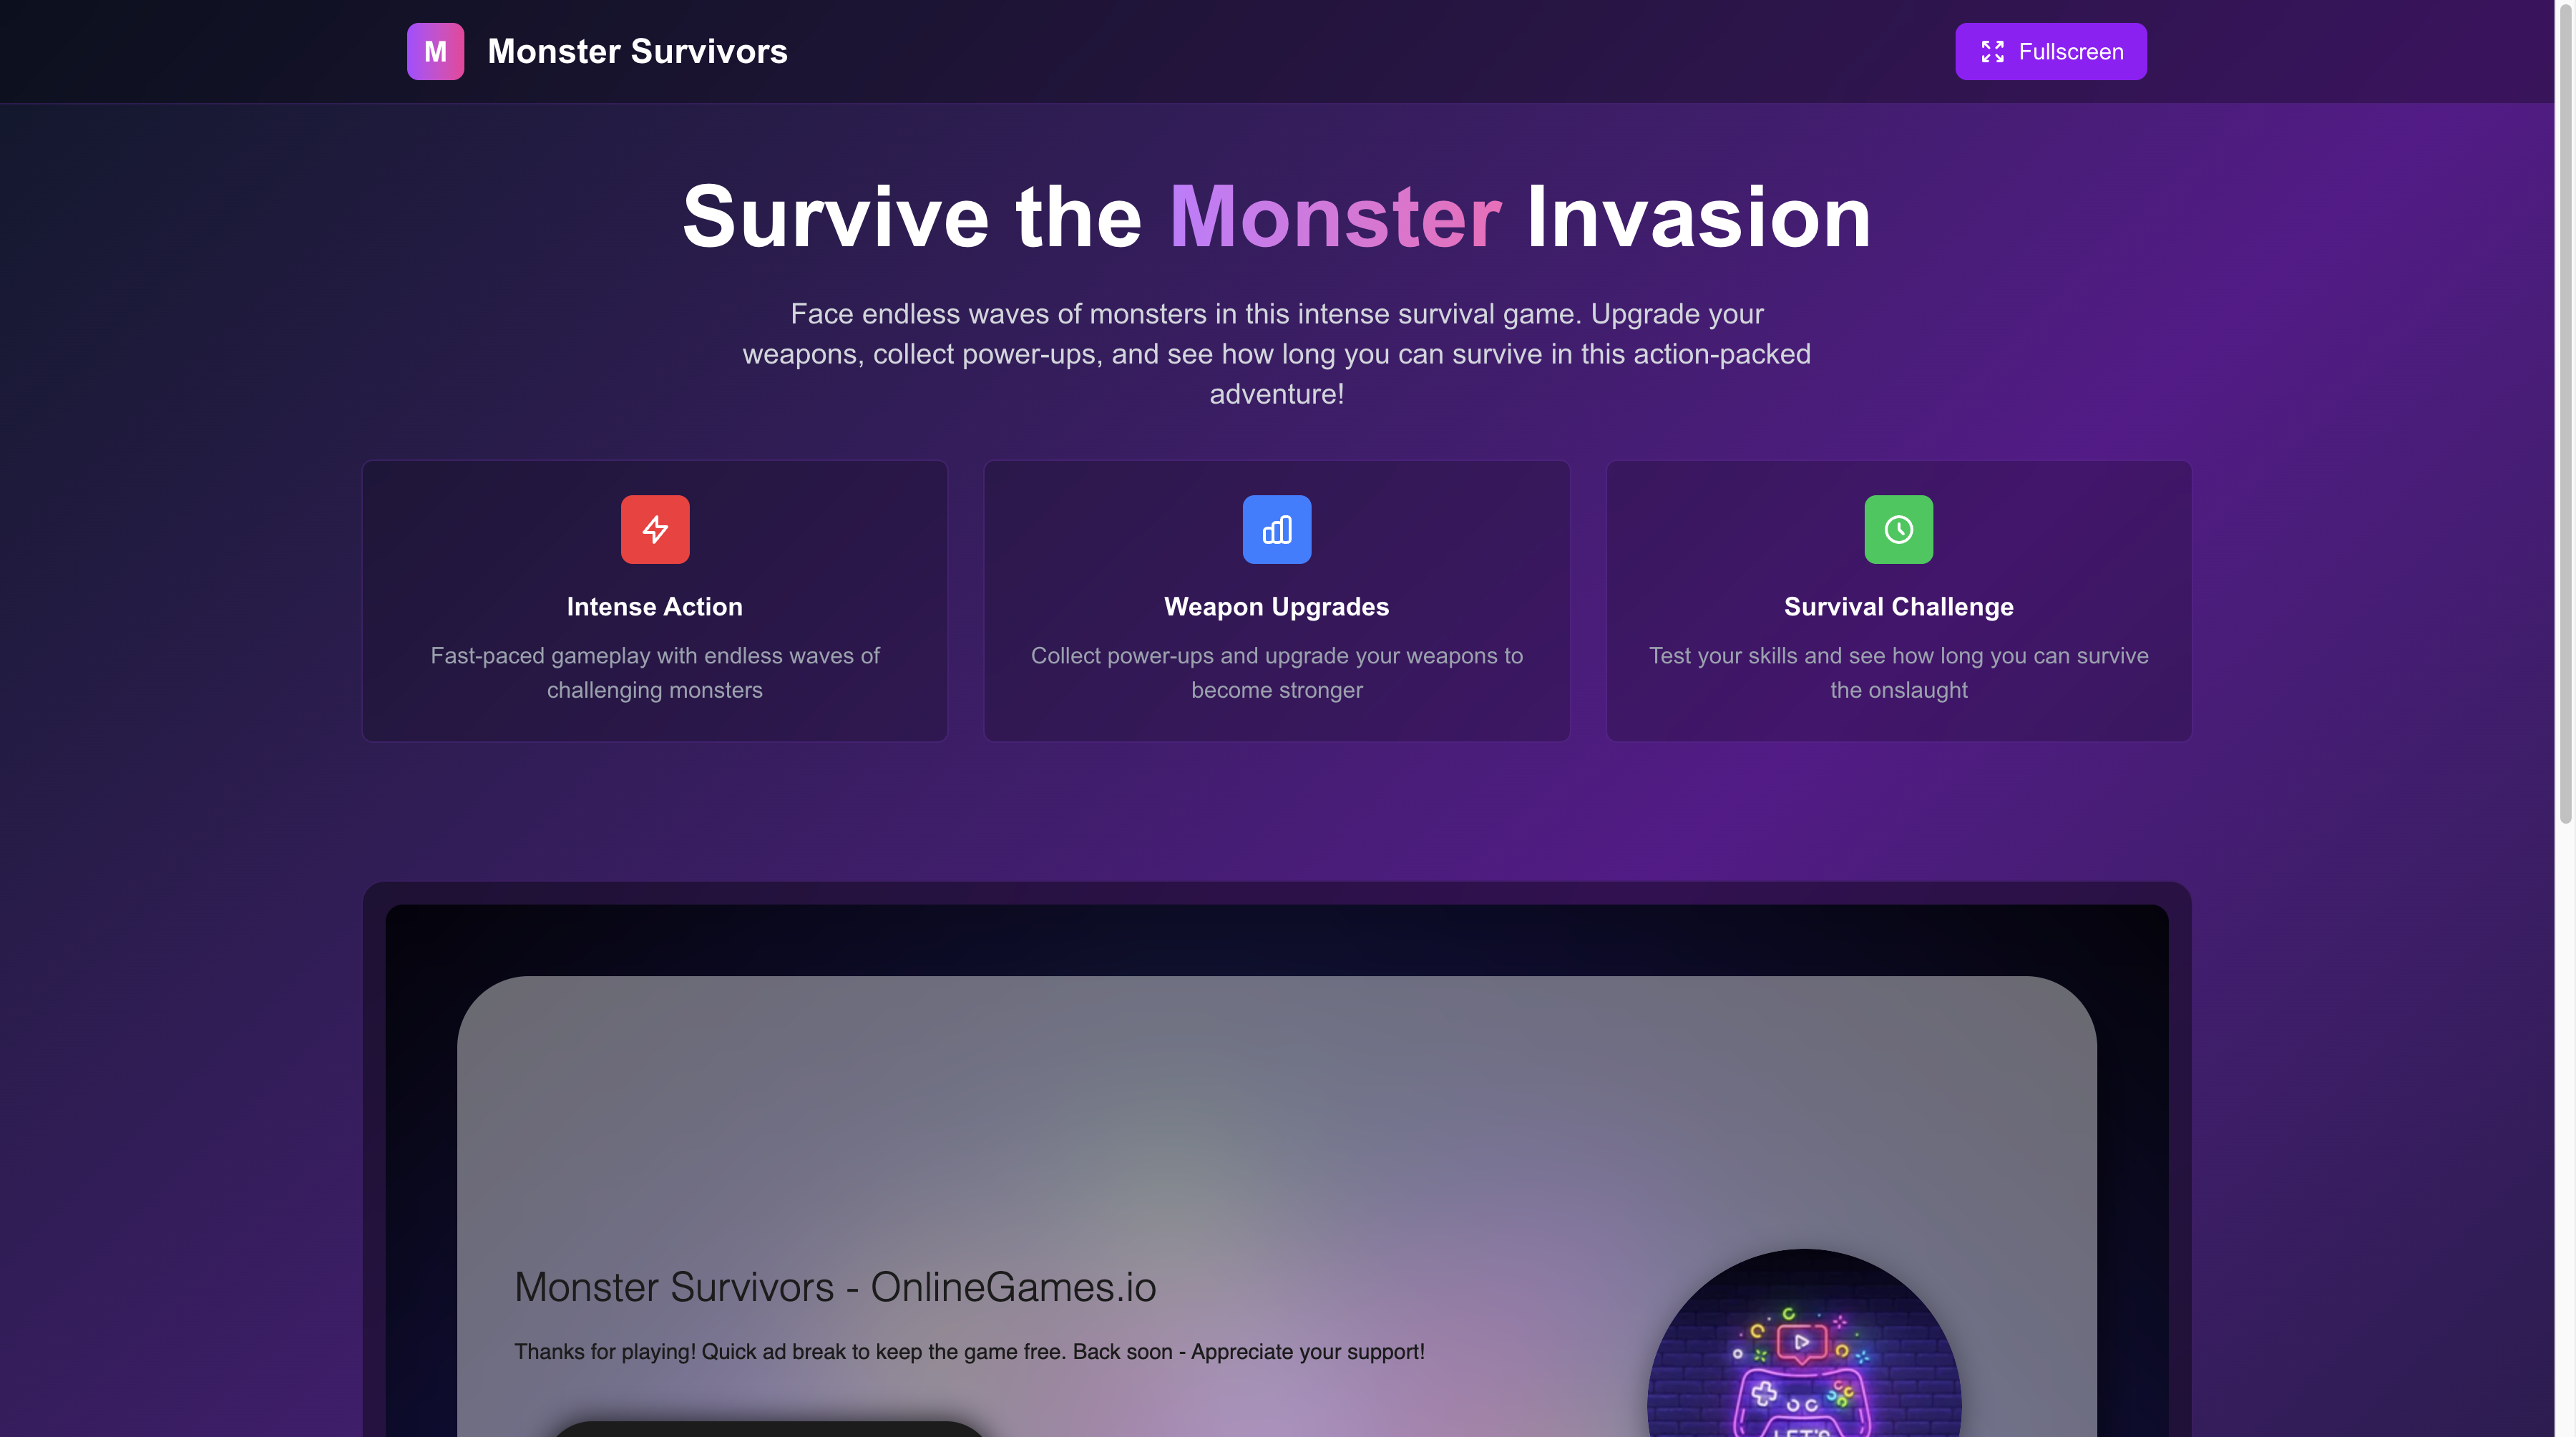 M
Monster Survivors
Fullscreen
Survive the Monster Invasion
Face endless waves of monsters in this intense survival game. Upgrade your
weapons, collect power-ups, and see how long you can survive in this action-packed
adventure!
Intense Action
Fast-paced gameplay with endless waves of
challenging monsters
Weapon Upgrades
Collect power-ups and upgrade your weapons to
become stronger
Survival Challenge
Test your skills and see how long you can survive
the onslaught
Monster Survivors - OnlineGames.io
Thanks for playing! Quick ad break to keep the game free. Back soon - Appreciate your support!
LET'S